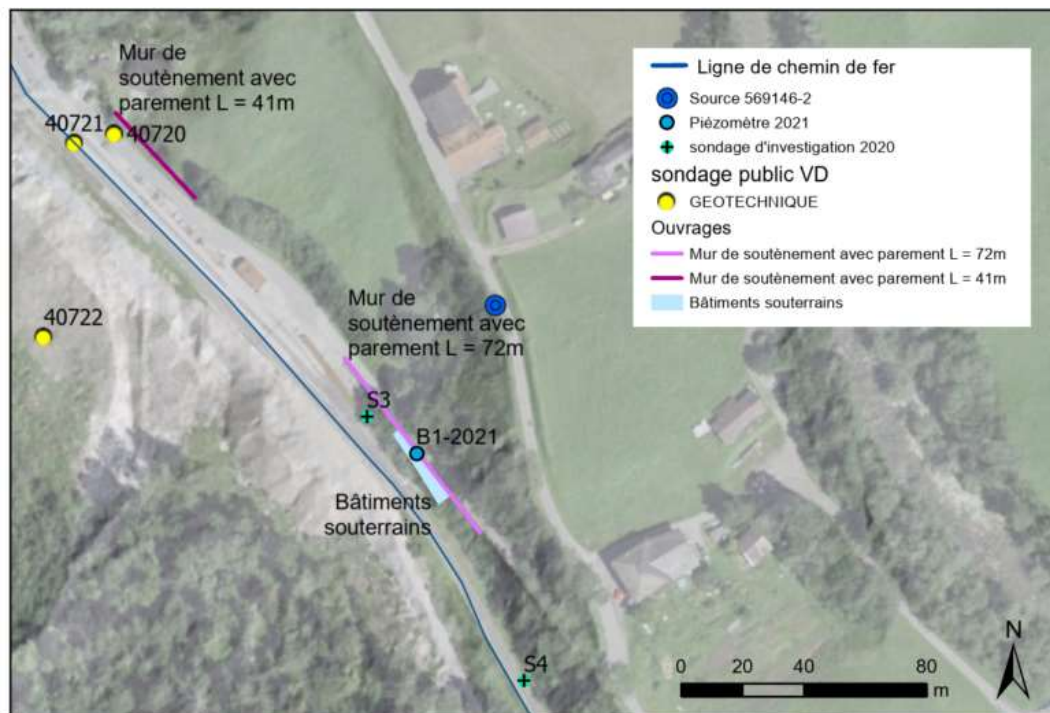 Mur de
soutènement avec
parement L = 41m
40721
40720
40722
Mur de
soutènement avec
parement L = 72m
S3
B1-2021
Bâtiments
souterrains
S4
Ligne de chemin de fer
Source 569146-2
Piézomètre 2021
sondage d'investigation 2020
sondage public VD
GEOTECHNIQUE
Ouvrages
Mur de soutènement avec parement L = 72m
Mur de soutènement avec parement L = 41m
Bâtiments souterrains
N
0 20 40 80
m